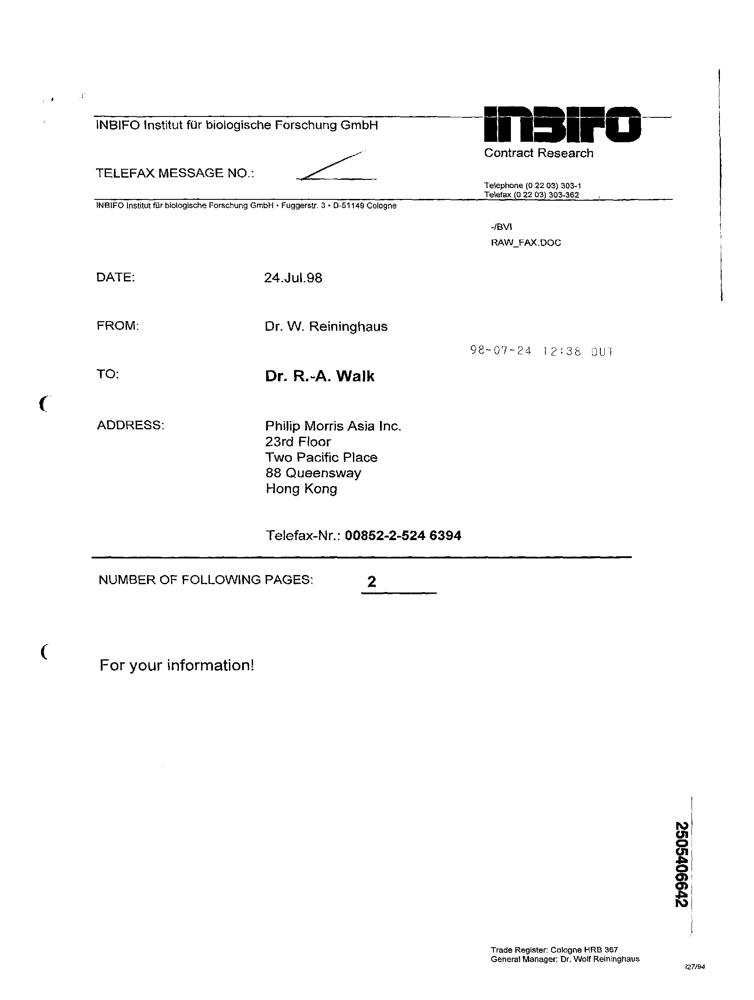 INBIFO Institut für biologische Forschung GmbH
INBIFO
Contract Research
TELEFAX MESSAGE NO.:
Telephone (0 22 03) 303-1
Telefax (0 22 03) 303-362
INBIFO Institut für biologische Forschung GmbH • Fuggerstr. 3 • D-51149 Cologne
-/BVI
RAW_FAX.DOC
DATE: 24.Jul.98
FROM: Dr. W. Reininghaus
98-07-24 12:38 OUT
TO: Dr. R.-A. Walk
ADDRESS: Philip Morris Asia Inc.
23rd Floor
Two Pacific Place
88 Queensway
Hong Kong
Telefax-Nr.: 00852-2-524 6394
NUMBER OF FOLLOWING PAGES: 2
For your information!
2505406642
Trade Register: Cologne HRB 367
General Manager: Dr. Wolf Reininghaus
I27/94